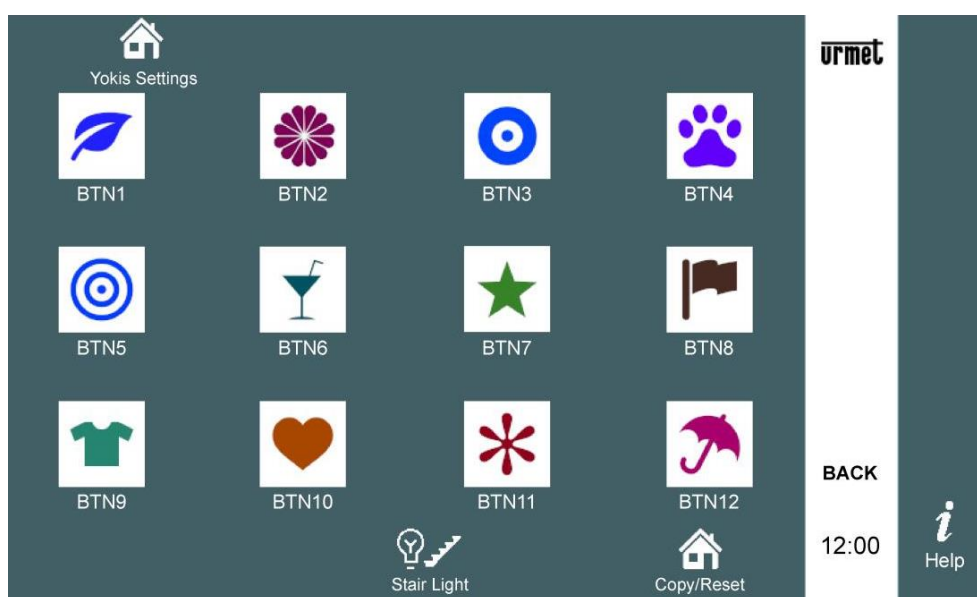 urmet
Yokis Settings
BTN1 BTN2 BTN3 BTN4
BTN5 BTN6 BTN7 BTN8
BTN9 BTN10 BTN11 BTN12
BACK
12:00
Stair Light
Copy/Reset
i
Help